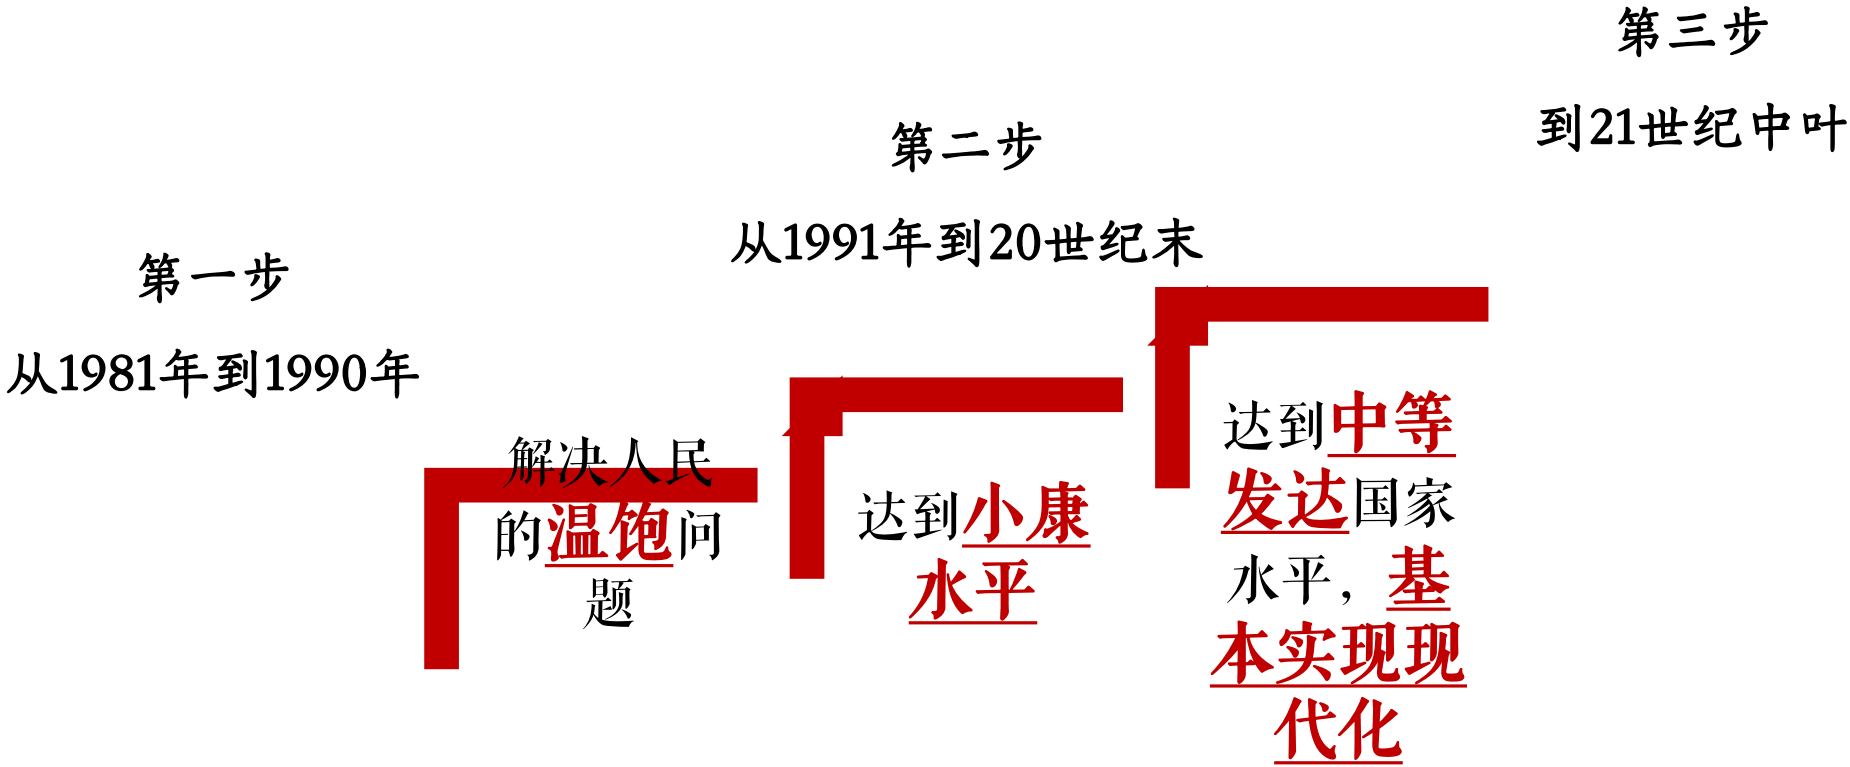 第一步
从1981年到1990年
解决人民
的温饱问
题
第二步
从1991年到20世纪末
达到小康
水平
第三步
到21世纪中叶
达到中等
发达国家
水平，基
本实现现
代化